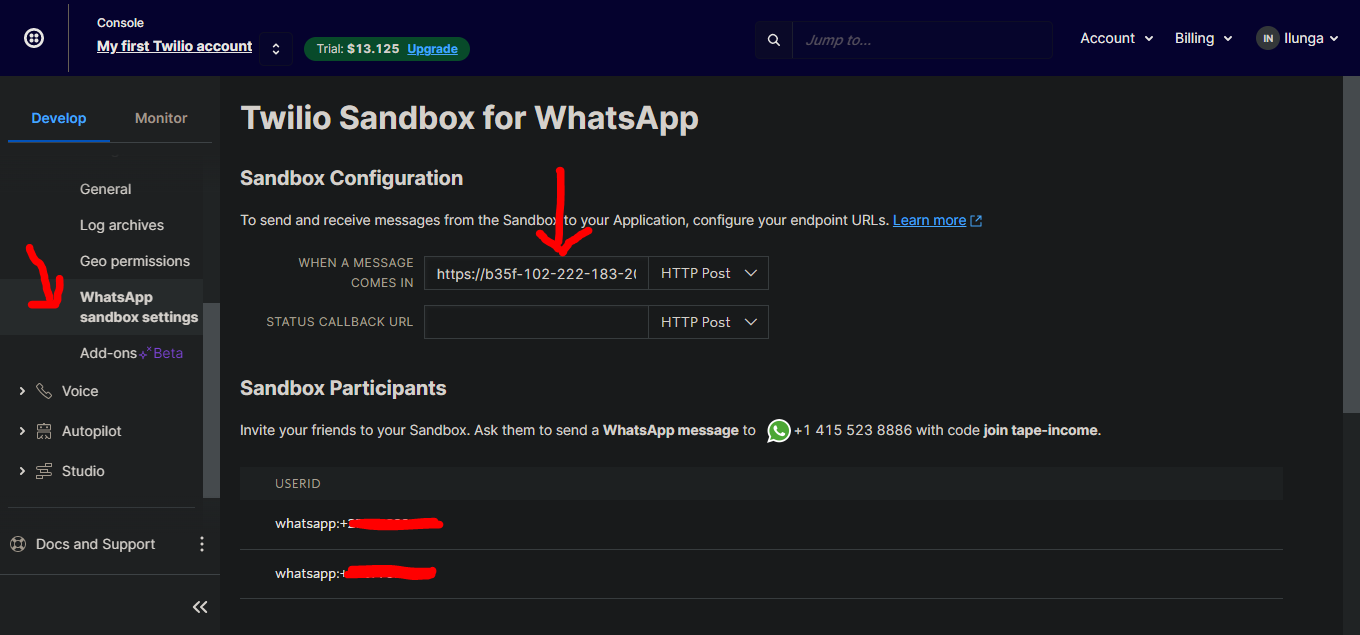 Console
My first Twilio account
Trial: $13.125 Upgrade
Jump to...
Account
Billing
IN Ilunga
Develop
Monitor
General
Log archives
Geo permissions
WhatsApp
sandbox settings
Add-ons Beta
Voice
Autopilot
Studio
Docs and Support
Twilio Sandbox for WhatsApp
Sandbox Configuration
To send and receive messages from the Sandbox to your Application, configure your endpoint URLs. Learn more
WHEN A MESSAGE
COMES IN
https://b35f-102-222-183-20
HTTP Post
STATUS CALLBACK URL
HTTP Post
Sandbox Participants
Invite your friends to your Sandbox. Ask them to send a WhatsApp message to +1 415 523 8886 with code join tape-income.
USERID
whatsapp:+
whatsapp:+